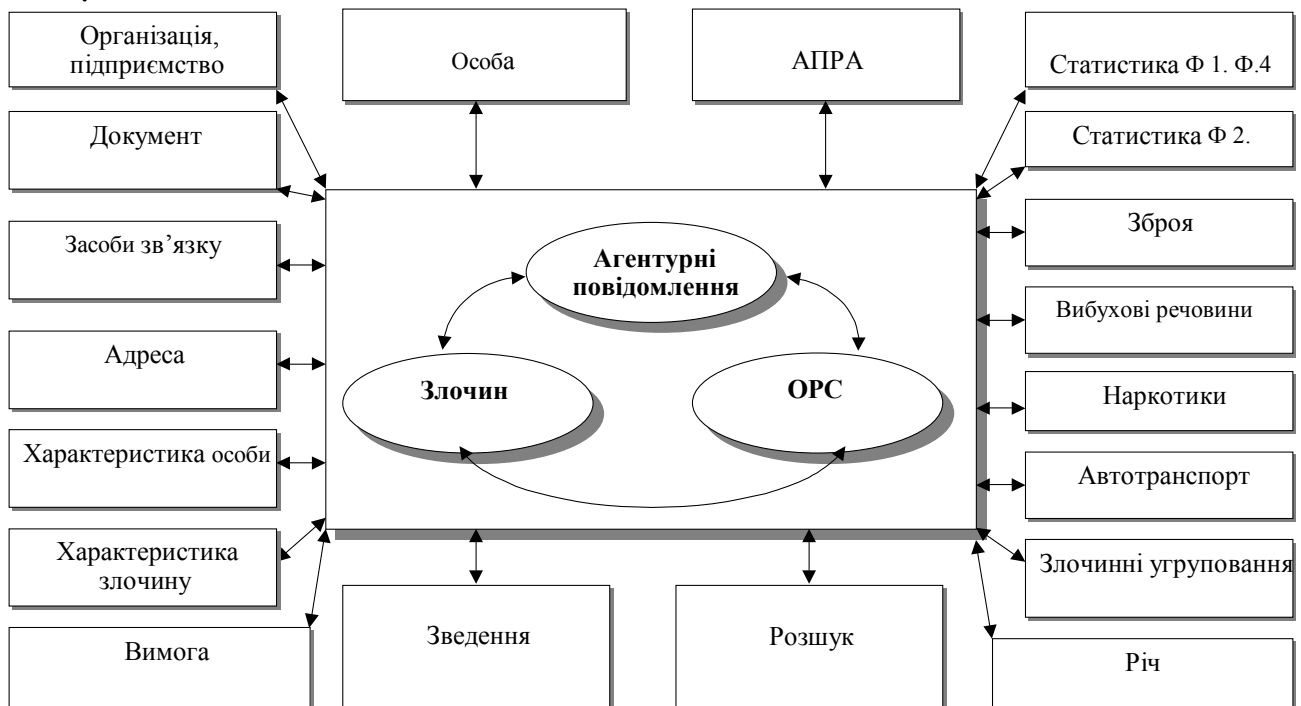 Організація,
підприємство
Особа
АПРА
Статистика Ф 1. Ф.4
Документ
Статистика Ф 2.
Засоби зв’язку
Зброя
Агентурні
повідомлення
Вибухові речовини
Адреса
Злочин
ОРС
Наркотики
Характеристика особи
Автотранспорт
Характеристика
злочину
Злочинні угруповання
Вимога
Зведення
Розшук
Річ